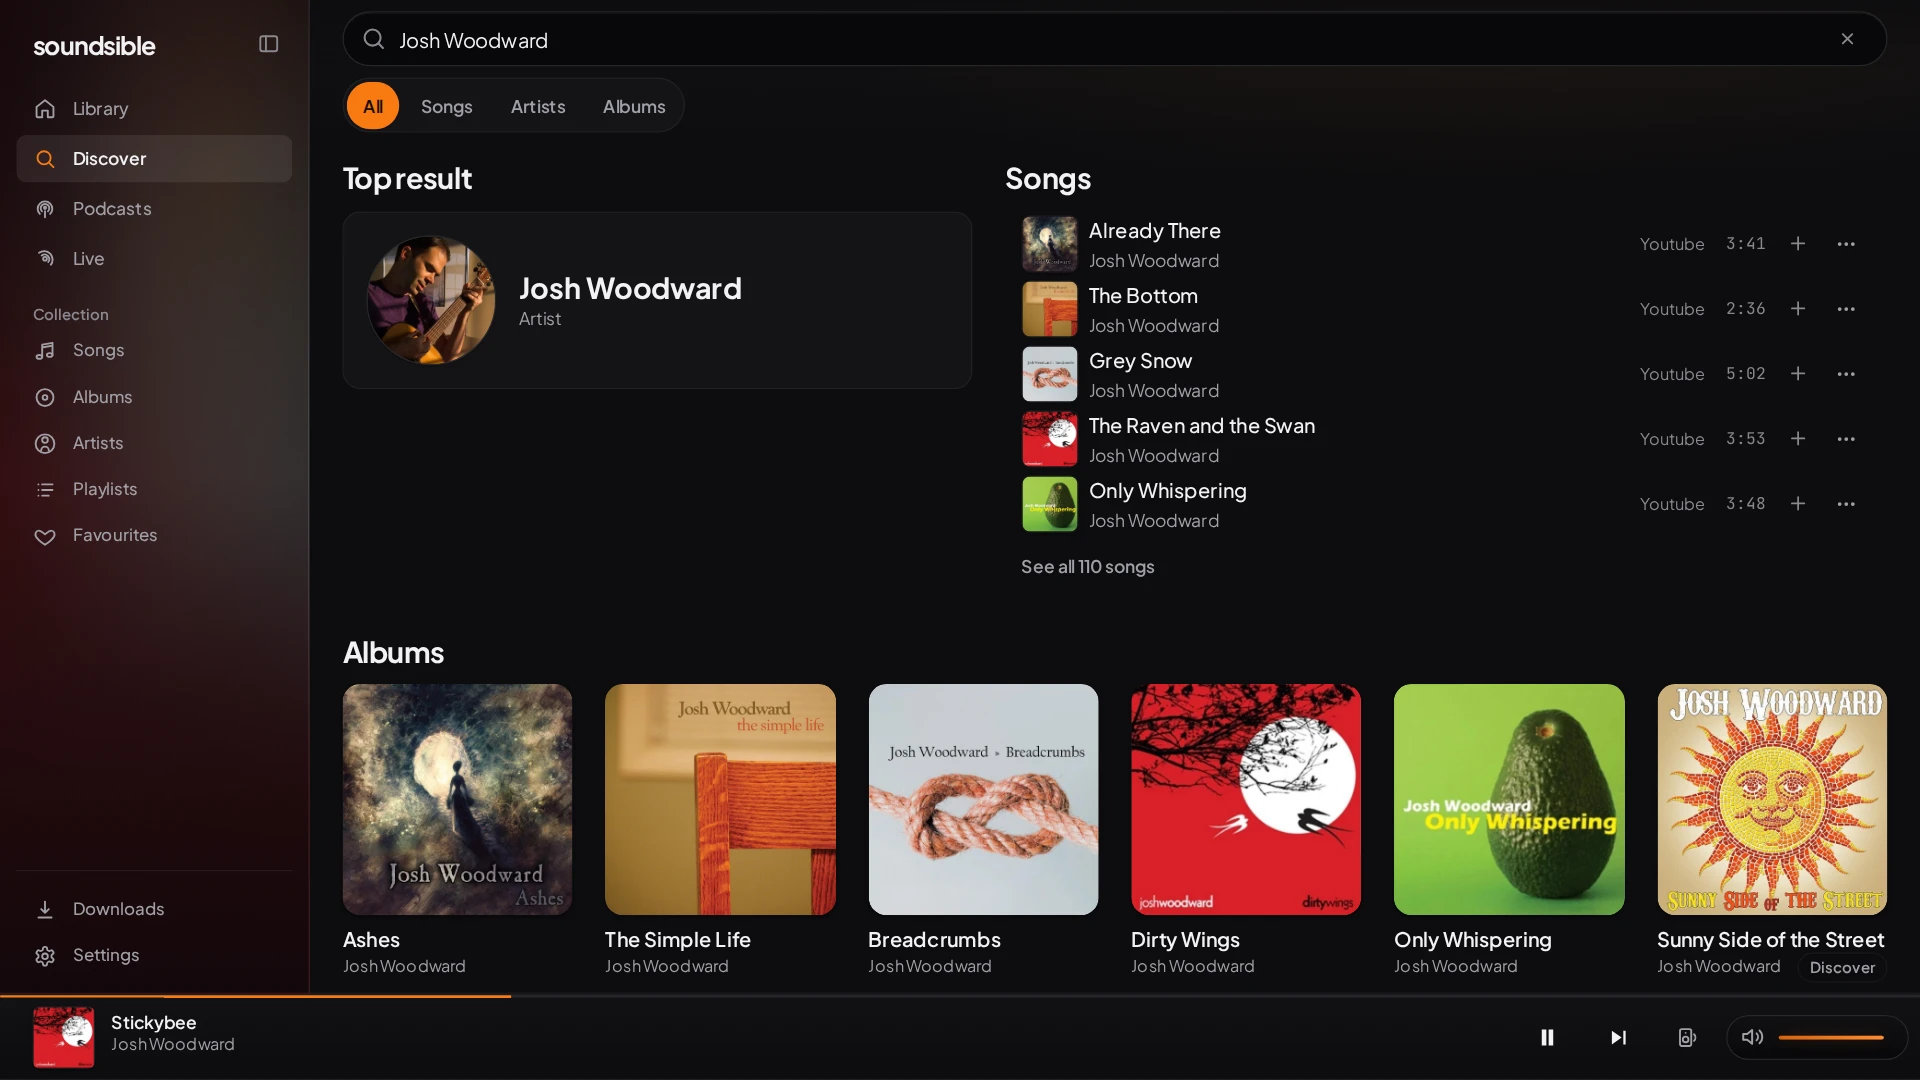 soundsible
Library
Discover
Podcasts
Live
Collection
Songs
Albums
Artists
Playlists
Favourites
Downloads
Settings
Josh Woodward
All
Songs
Artists
Albums
Top result
Josh Woodward
Artist
Songs
Already There
Josh Woodward
Youtube 3:41
The Bottom
Josh Woodward
Youtube 2:36
Grey Snow
Josh Woodward
Youtube 5:02
The Raven and the Swan
Josh Woodward
Youtube 3:53
Only Whispering
Josh Woodward
Youtube 3:48
See all 110 songs
Albums
Josh Woodward
Ashes
Ashes
Josh Woodward
Josh Woodward
the simple life
The Simple Life
Josh Woodward
Josh Woodward • Breadcrumbs
Breadcrumbs
Josh Woodward
joshwoodward
dirtywings
Dirty Wings
Josh Woodward
Josh Woodward
Only Whispering
Only Whispering
Josh Woodward
JOSH WOODWARD
SUNNY SIDE OF THE STREET
Sunny Side of the Street
Josh Woodward
Discover
Stickybee
Josh Woodward